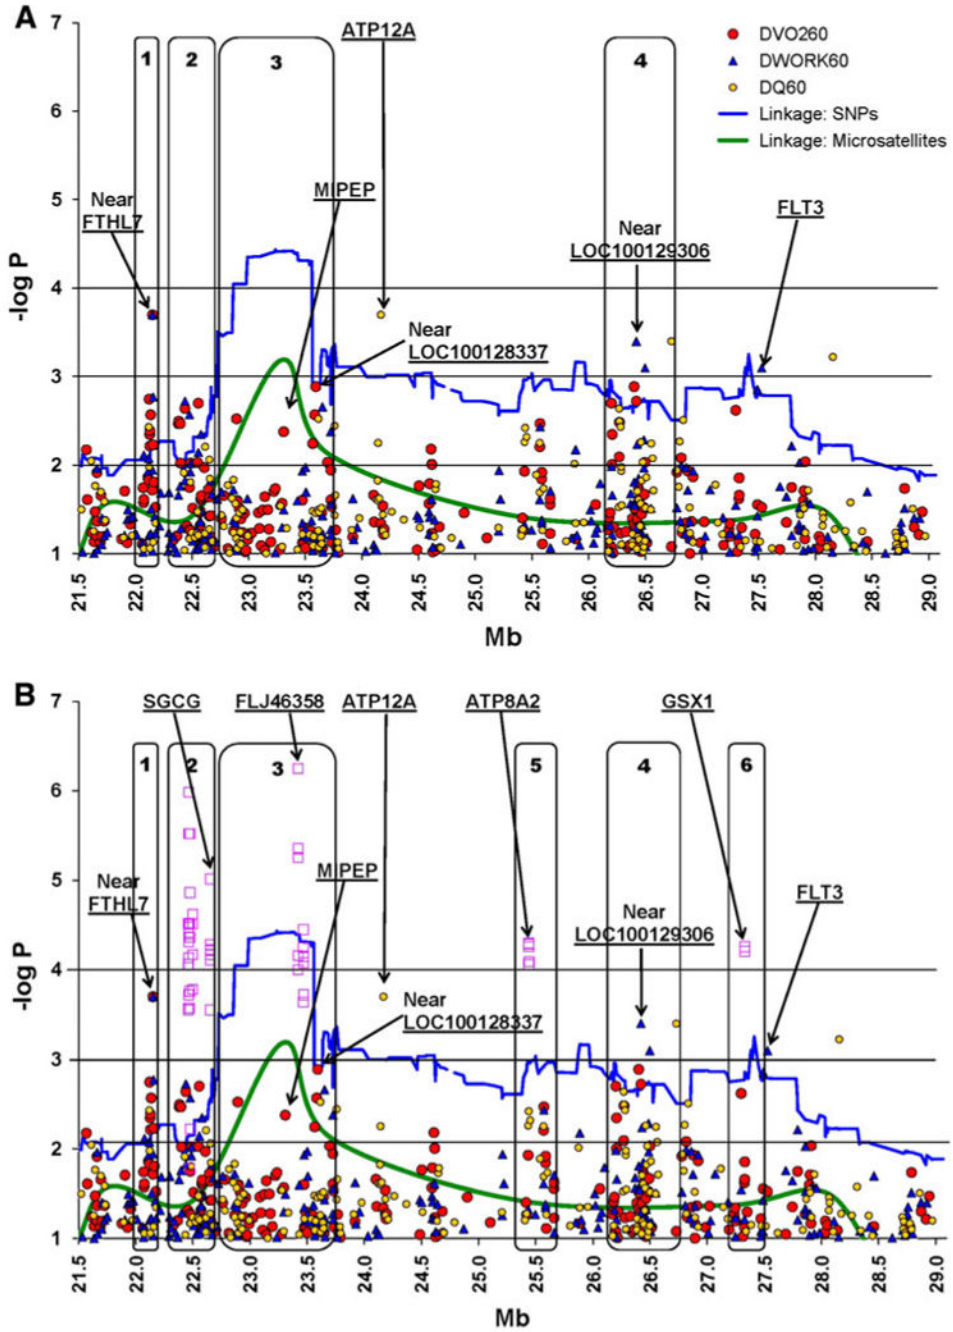 A
7
6
5
4
3
2
1
-log P
ATP12A
1
2
3
4
DVO260
DWORK60
DQ60
Linkage: SNPs
Linkage: Microsatellites
Near
FTHL7
MIPEP
Near
LOC100129306
FLT3
Near
LOC100128337
21.5
22.0
22.5
23.0
23.5
24.0
24.5
25.0
25.5
26.0
26.5
27.0
27.5
28.0
28.5
29.0
Mb
B
7
6
5
4
3
2
1
-log P
SGCG
FLJ46358
ATP12A
ATP8A2
GSX1
1
2
3
5
4
6
Near
FTHL7
MIPEP
Near
LOC100129306
FLT3
Near
LOC100128337
21.5
22.0
22.5
23.0
23.5
24.0
24.5
25.0
25.5
26.0
26.5
27.0
27.5
28.0
28.5
29.0
Mb